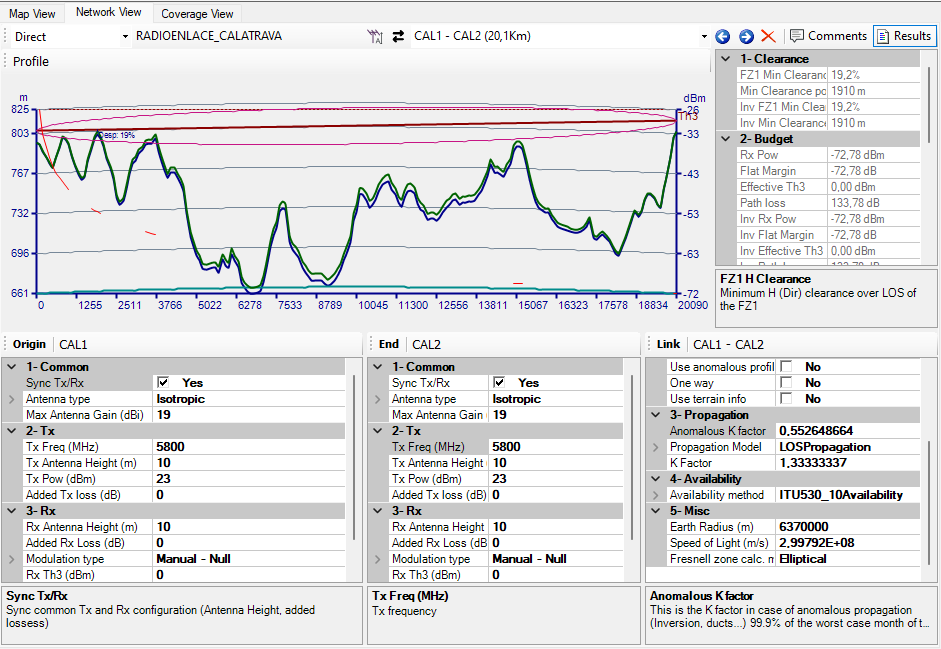 Map View Network View Coverage View
Direct RADIOENLACE_CALATRAVA CAL1 - CAL2 (20,1Km) Comments Results
Profile
m
dBm
825
803
767
732
696
661
-26
Th3
-33
-43
-53
-63
-72
Desp: 19%
0 1255 2511 3766 5022 6278 7533 8789 10045 11300 12556 13811 15067 16323 17578 18834 20090
1- Clearance
FZ1 Min Clearanc 19,2%
Min Clearance po 1910 m
Inv FZ1 Min Clea 19,2%
Inv Min Clearanc 1910 m
2- Budget
Rx Pow -72,78 dBm
Flat Margin -72,78 dB
Effective Th3 0,00 dBm
Path loss 133,78 dB
Inv Rx Pow -72,78 dBm
Inv Flat Margin -72,78 dB
Inv Effective Th3 0,00 dBm
FZ1 H Clearance
Minimum H (Dir) clearance over LOS of
the FZ1
Origin CAL1
1- Common
Sync Tx/Rx Yes
Antenna type Isotropic
Max Antenna Gain (dBi) 19
2- Tx
Tx Freq (MHz) 5800
Tx Antenna Height (m) 10
Tx Pow (dBm) 23
Added Tx loss (dB) 0
3- Rx
Rx Antenna Height (m) 10
Added Rx Loss (dB) 0
Modulation type Manual - Null
Rx Th3 (dBm) 0
Sync Tx/Rx
Sync common Tx and Rx configuration (Antenna Height, added
lossess)
End CAL2
1- Common
Sync Tx/Rx Yes
Antenna type Isotropic
Max Antenna Gain 19
2- Tx
Tx Freq (MHz) 5800
Tx Antenna Height 10
Tx Pow (dBm) 23
Added Tx loss (dB) 0
3- Rx
Rx Antenna Height 10
Added Rx Loss (dB 0
Modulation type Manual - Null
Rx Th3 (dBm) 0
Tx Freq (MHz)
Tx frequency
Link CAL1 - CAL2
Use anomalous profil No
One way No
Use terrain info No
3- Propagation
Anomalous K factor 0,552648664
Propagation Model LOSPropagation
K Factor 1,33333337
4- Availability
Availability method ITU530_10Availability
5- Misc
Earth Radius (m) 6370000
Speed of Light (m/s) 2,99792E+08
Fresnell zone calc. m Elliptical
Anomalous K factor
This is the K factor in case of anomalous propagation
(Inversion, ducts...) 99.9% of the worst case month of t...